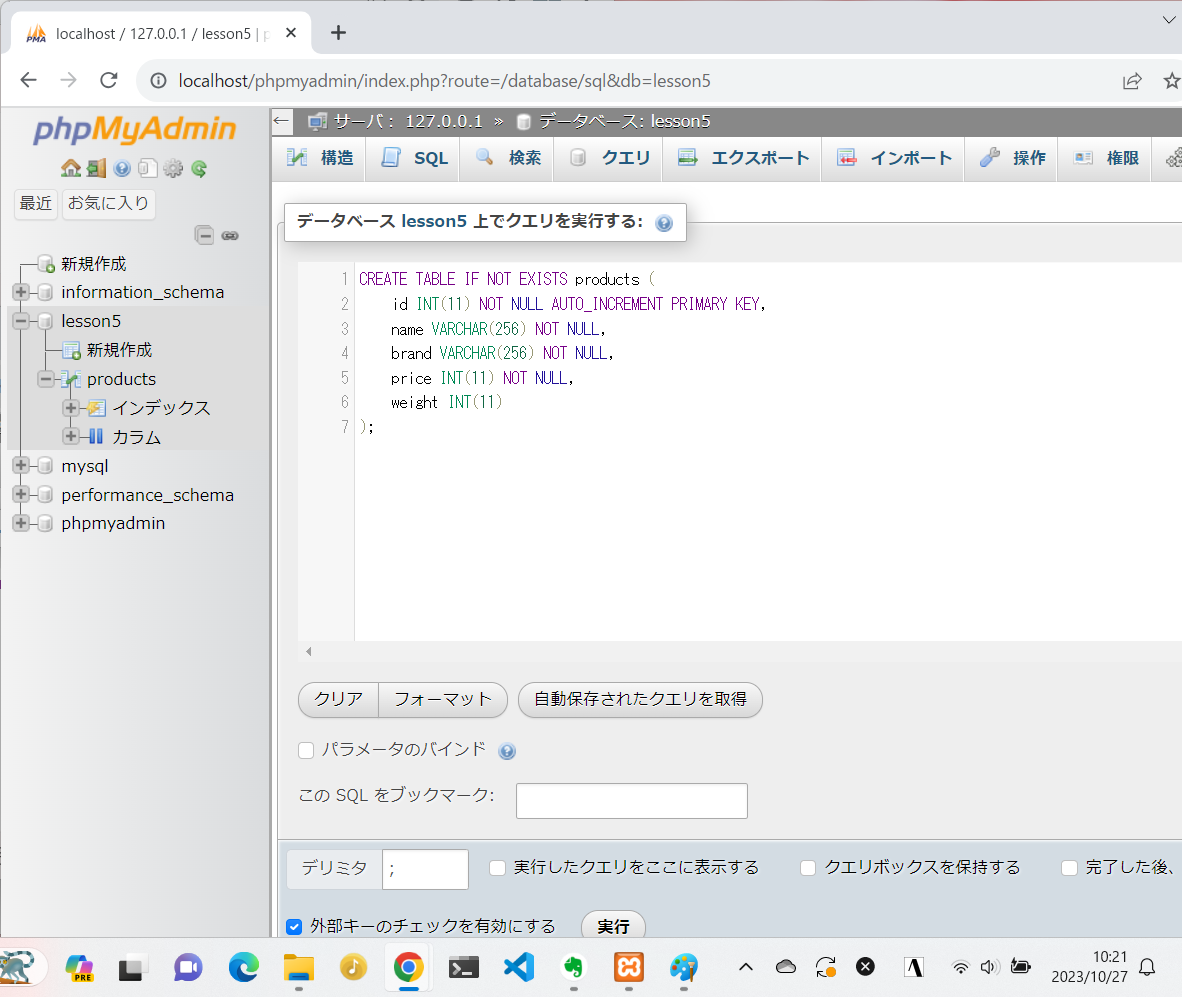 localhost / 127.0.0.1 / lesson5 | p
localhost/phpmyadmin/index.php?route=/database/sql&db=lesson5
phpMyAdmin
最近 お気に入り
新規作成
information_schema
lesson5
新規作成
products
インデックス
カラム
mysql
performance_schema
phpmyadmin
サーバ: 127.0.0.1 » データベース: lesson5
構造 SQL 検索 クエリ エクスポート インポート 操作 権限
データベース lesson5 上でクエリを実行する:
1 CREATE TABLE IF NOT EXISTS products (
2 id INT(11) NOT NULL AUTO_INCREMENT PRIMARY KEY,
3 name VARCHAR(256) NOT NULL,
4 brand VARCHAR(256) NOT NULL,
5 price INT(11) NOT NULL,
6 weight INT(11)
7 );
クリア フォーマット 自動保存されたクエリを取得
パラメータのバインド
この SQL をブックマーク:
デリミタ ; 実行したクエリをここに表示する クエリボックスを保持する 完了した後、
外部キーのチェックを有効にする 実行
PRE
A
10:21
2023/10/27